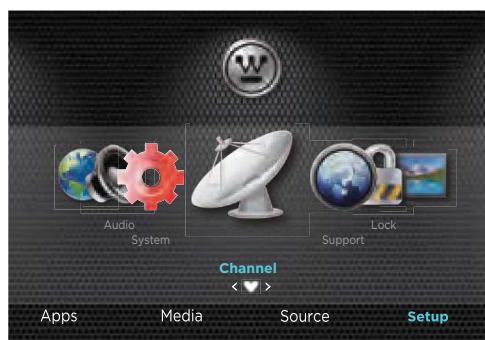 W
Audio
Lock
System
Support
Channel
Apps
Media
Source
Setup